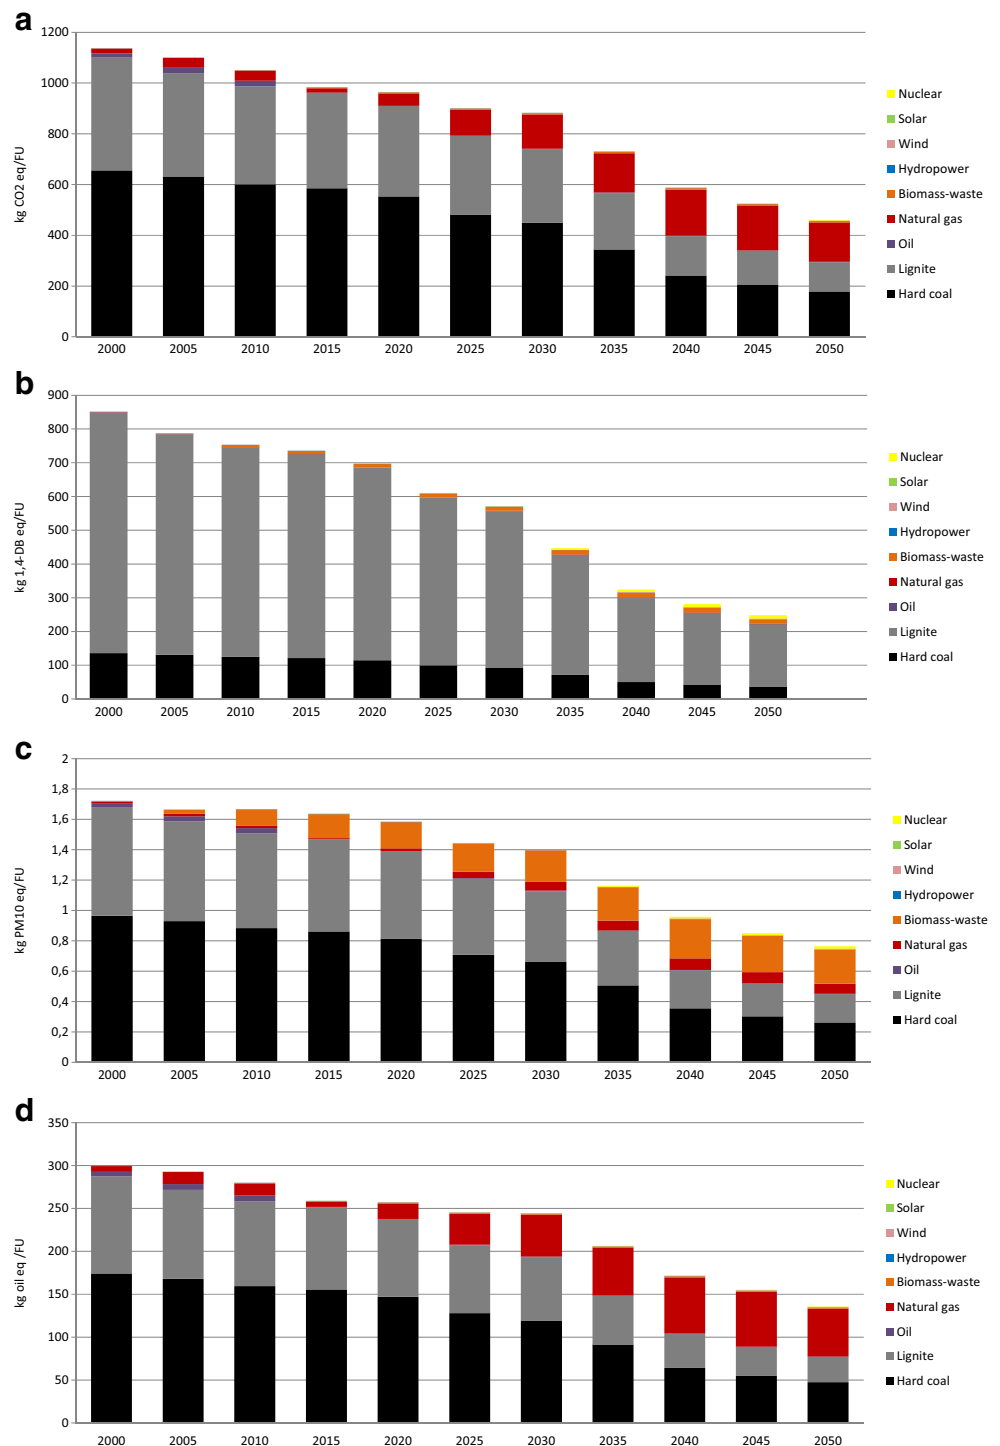 a
1200
1000
800
600
400
200
0
kg CO2 eq/FU
2000 2005 2010 2015 2020 2025 2030 2035 2040 2045 2050
Nuclear
Solar
Wind
Hydropower
Biomass-waste
Natural gas
Oil
Lignite
Hard coal
b
900
800
700
600
500
400
300
200
100
0
kg 1,4-DB eq/FU
2000 2005 2010 2015 2020 2025 2030 2035 2040 2045 2050
Nuclear
Solar
Wind
Hydropower
Biomass-waste
Natural gas
Oil
Lignite
Hard coal
c
2
1,8
1,6
1,4
1,2
1
0,8
0,6
0,4
0,2
0
kg PM10 eq/FU
2000 2005 2010 2015 2020 2025 2030 2035 2040 2045 2050
Nuclear
Solar
Wind
Hydropower
Biomass-waste
Natural gas
Oil
Lignite
Hard coal
d
350
300
250
200
150
100
50
0
kg oil eq /FU
2000 2005 2010 2015 2020 2025 2030 2035 2040 2045 2050
Nuclear
Solar
Wind
Hydropower
Biomass-waste
Natural gas
Oil
Lignite
Hard coal